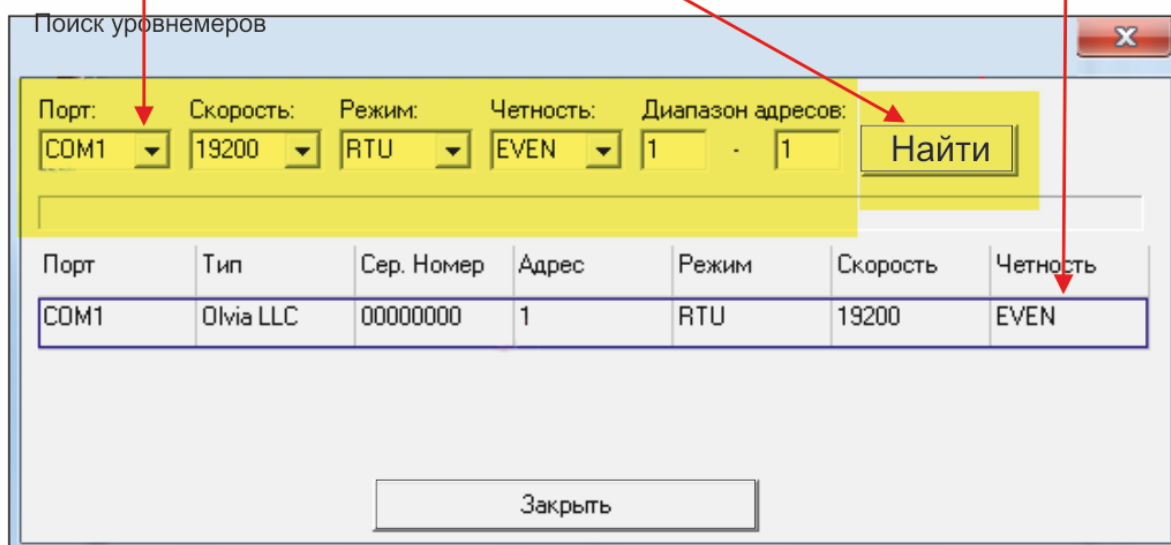 Поиск уровнемеров
x
Порт: Скорость: Режим: Четность: Диапазон адресов:
COM1 19200 RTU EVEN 1 - 1 Найти
Порт Тип Сер. Номер Адрес Режим Скорость Четность
COM1 Olvia LLC 00000000 1 RTU 19200 EVEN
Закрыть